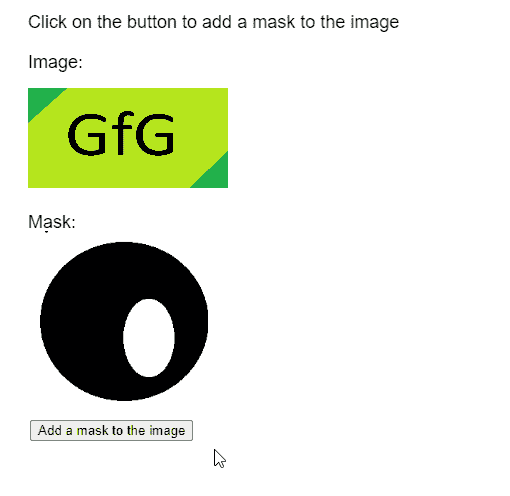 Click on the button to add a mask to the image
Image:
GfG
Mask:
Add a mask to the image